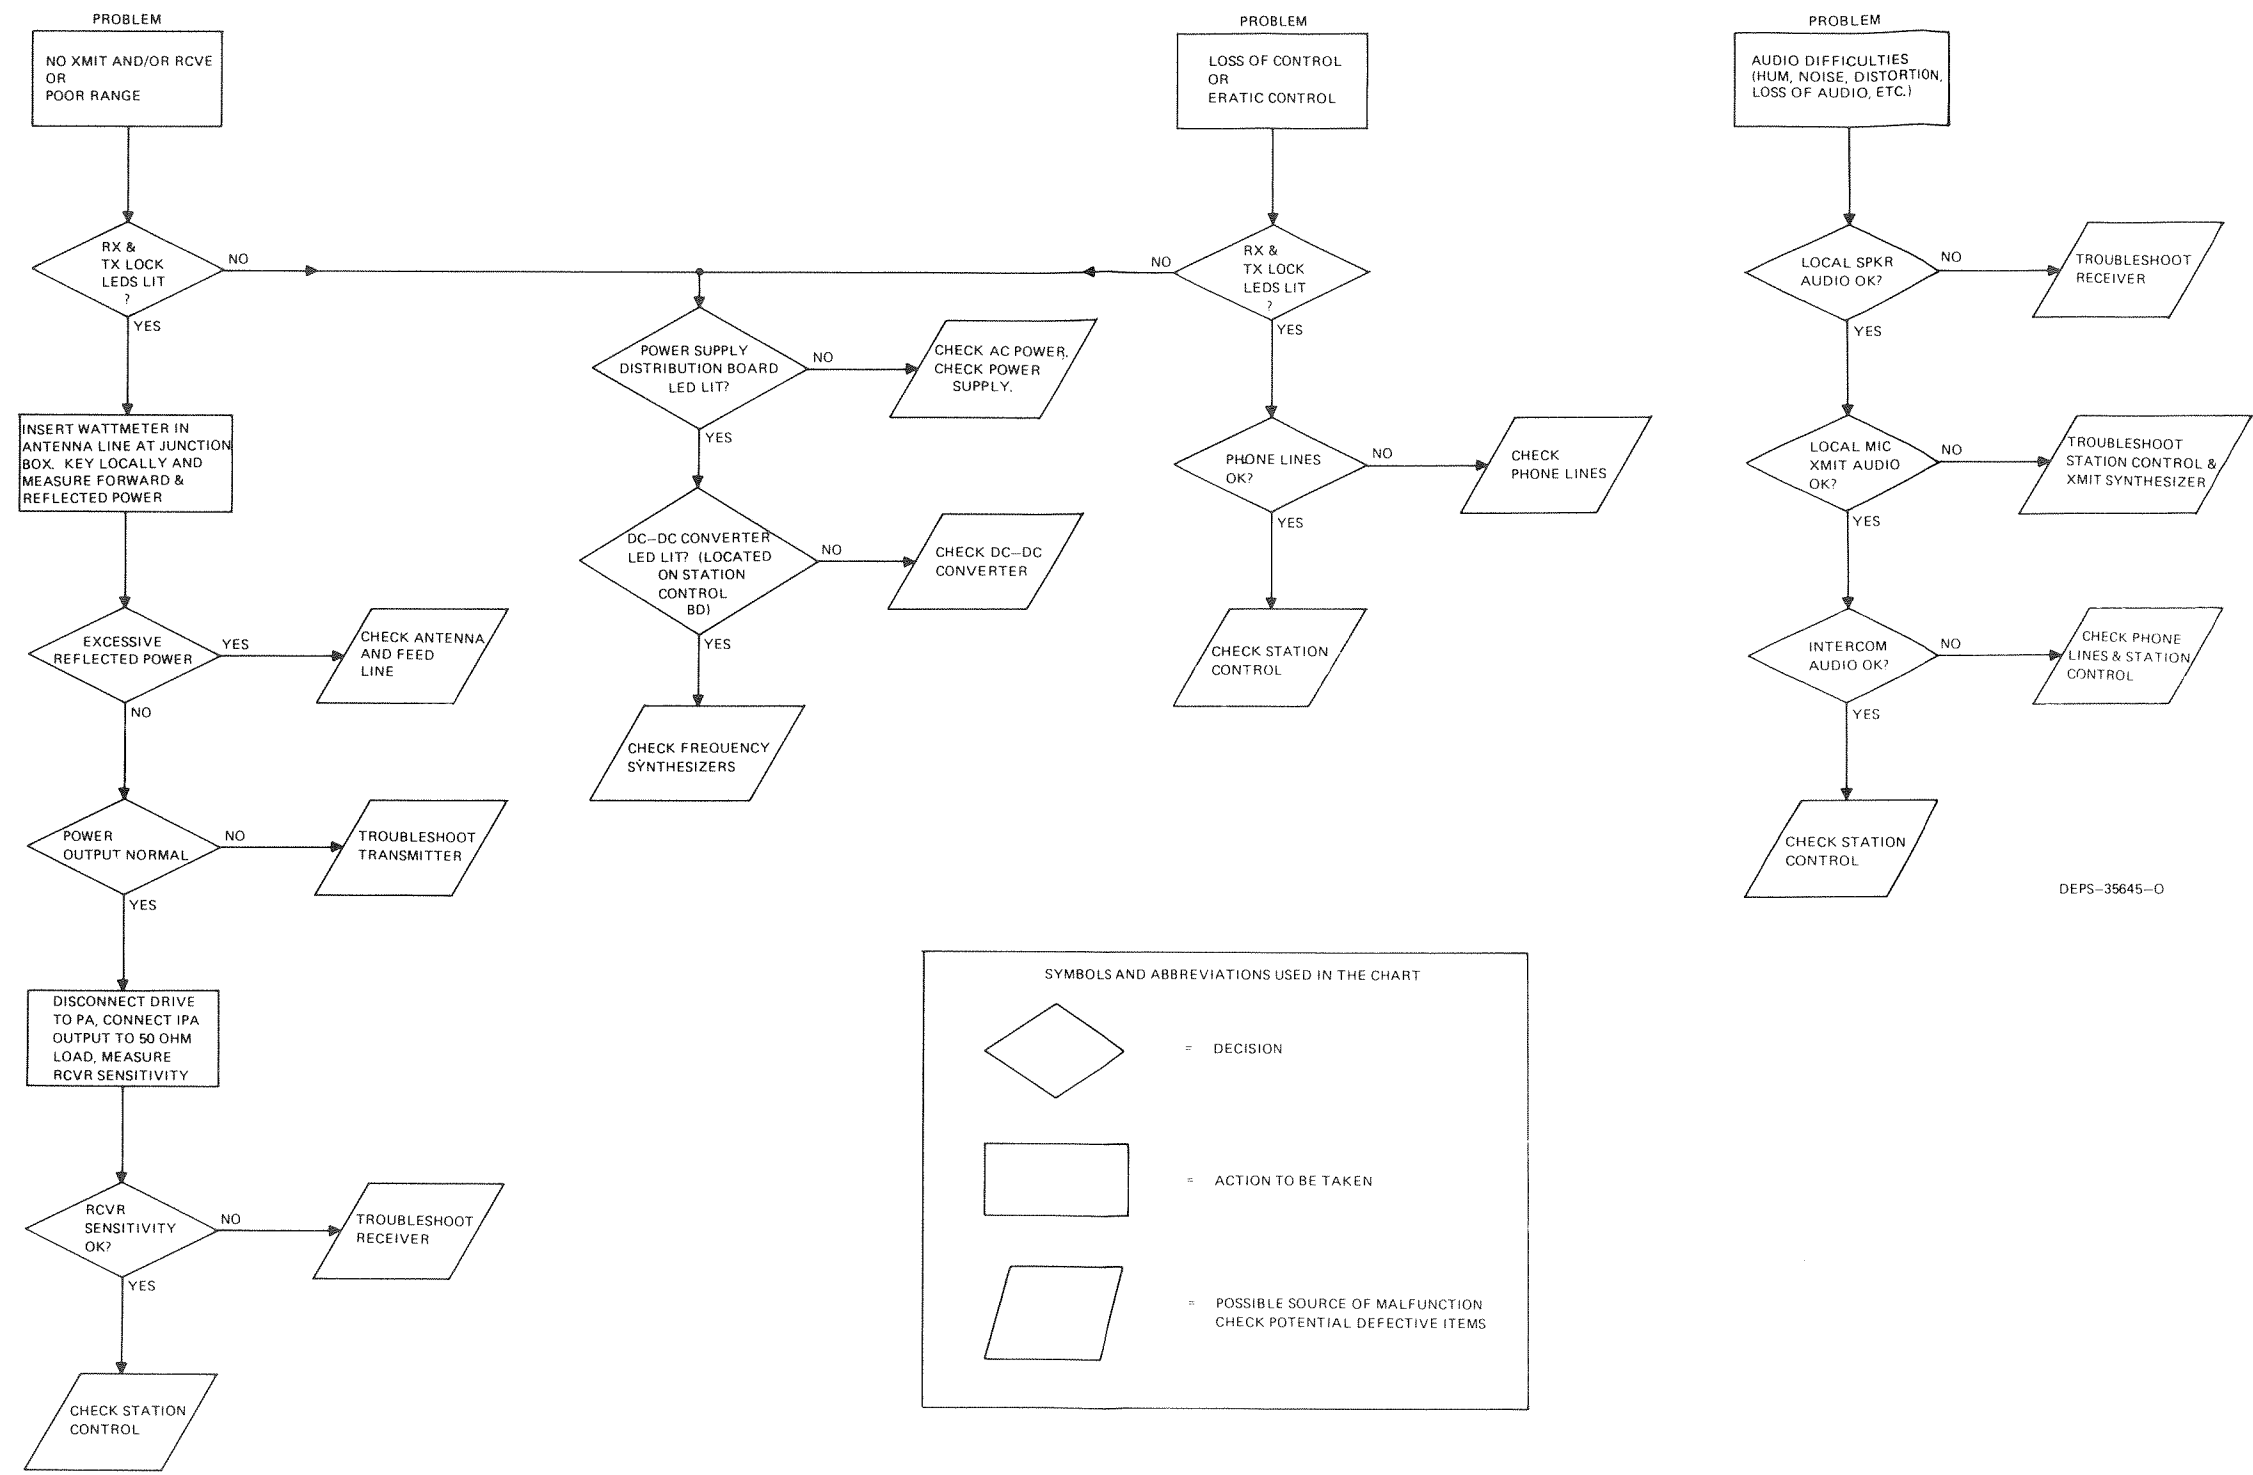 PROBLEM
NO XMIT AND/OR RCVE
OR
POOR RANGE
RX &
TX LOCK
LEDS LIT
?
NO
YES
INSERT WATTMETER IN
ANTENNA LINE AT JUNCTION
BOX. KEY LOCALLY AND
MEASURE FORWARD &
REFLECTED POWER
EXCESSIVE
REFLECTED POWER
YES
CHECK ANTENNA
AND FEED
LINE
NO
POWER
OUTPUT NORMAL
NO
TROUBLESHOOT
TRANSMITTER
YES
DISCONNECT DRIVE
TO PA, CONNECT IPA
OUTPUT TO 50 OHM
LOAD, MEASURE
RCVR SENSITIVITY
RCVR
SENSITIVITY
OK?
NO
TROUBLESHOOT
RECEIVER
YES
CHECK STATION
CONTROL
POWER SUPPLY
DISTRIBUTION BOARD
LED LIT?
NO
CHECK AC POWER.
CHECK POWER
SUPPLY.
YES
DC–DC CONVERTER
LED LIT? (LOCATED
ON STATION
CONTROL
BD)
NO
CHECK DC–DC
CONVERTER
YES
CHECK FREQUENCY
SYNTHESIZERS
PROBLEM
LOSS OF CONTROL
OR
ERATIC CONTROL
RX &
TX LOCK
LEDS LIT
?
NO
YES
PHONE LINES
OK?
NO
CHECK
PHONE LINES
YES
CHECK STATION
CONTROL
PROBLEM
AUDIO DIFFICULTIES
(HUM, NOISE, DISTORTION,
LOSS OF AUDIO, ETC.)
LOCAL SPKR
AUDIO OK?
NO
TROUBLESHOOT
RECEIVER
YES
LOCAL MIC
XMIT AUDIO
OK?
NO
TROUBLESHOOT
STATION CONTROL &
XMIT SYNTHESIZER
YES
INTERCOM
AUDIO OK?
NO
CHECK PHONE
LINES & STATION
CONTROL
YES
CHECK STATION
CONTROL
DEPS–35645–O
SYMBOLS AND ABBREVIATIONS USED IN THE CHART
= DECISION
= ACTION TO BE TAKEN
= POSSIBLE SOURCE OF MALFUNCTION
CHECK POTENTIAL DEFECTIVE ITEMS